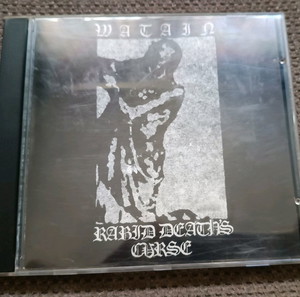 WATAIN
RABID DEATH'S
CURSE